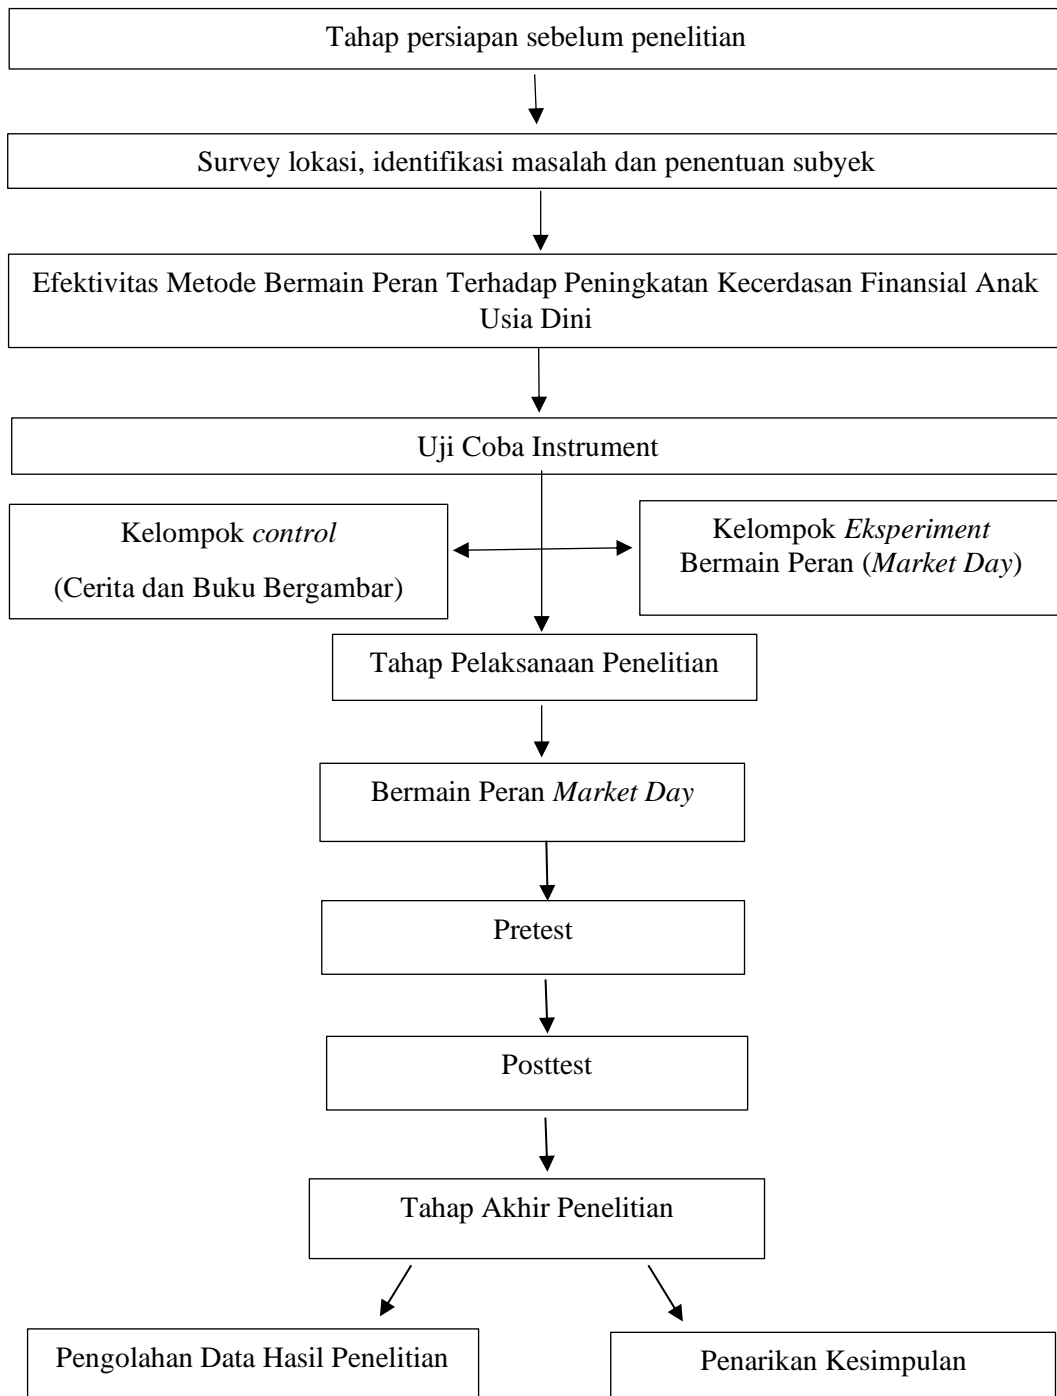 Tahap persiapan sebelum penelitian
Survey lokasi, identifikasi masalah dan penentuan subyek
Efektivitas Metode Bermain Peran Terhadap Peningkatan Kecerdasan Finansial Anak
Usia Dini
Uji Coba Instrument
Kelompok control
(Cerita dan Buku Bergambar)
Kelompok Eksperiment
Bermain Peran (Market Day)
Tahap Pelaksanaan Penelitian
Bermain Peran Market Day
Pretest
Posttest
Tahap Akhir Penelitian
Pengolahan Data Hasil Penelitian
Penarikan Kesimpulan